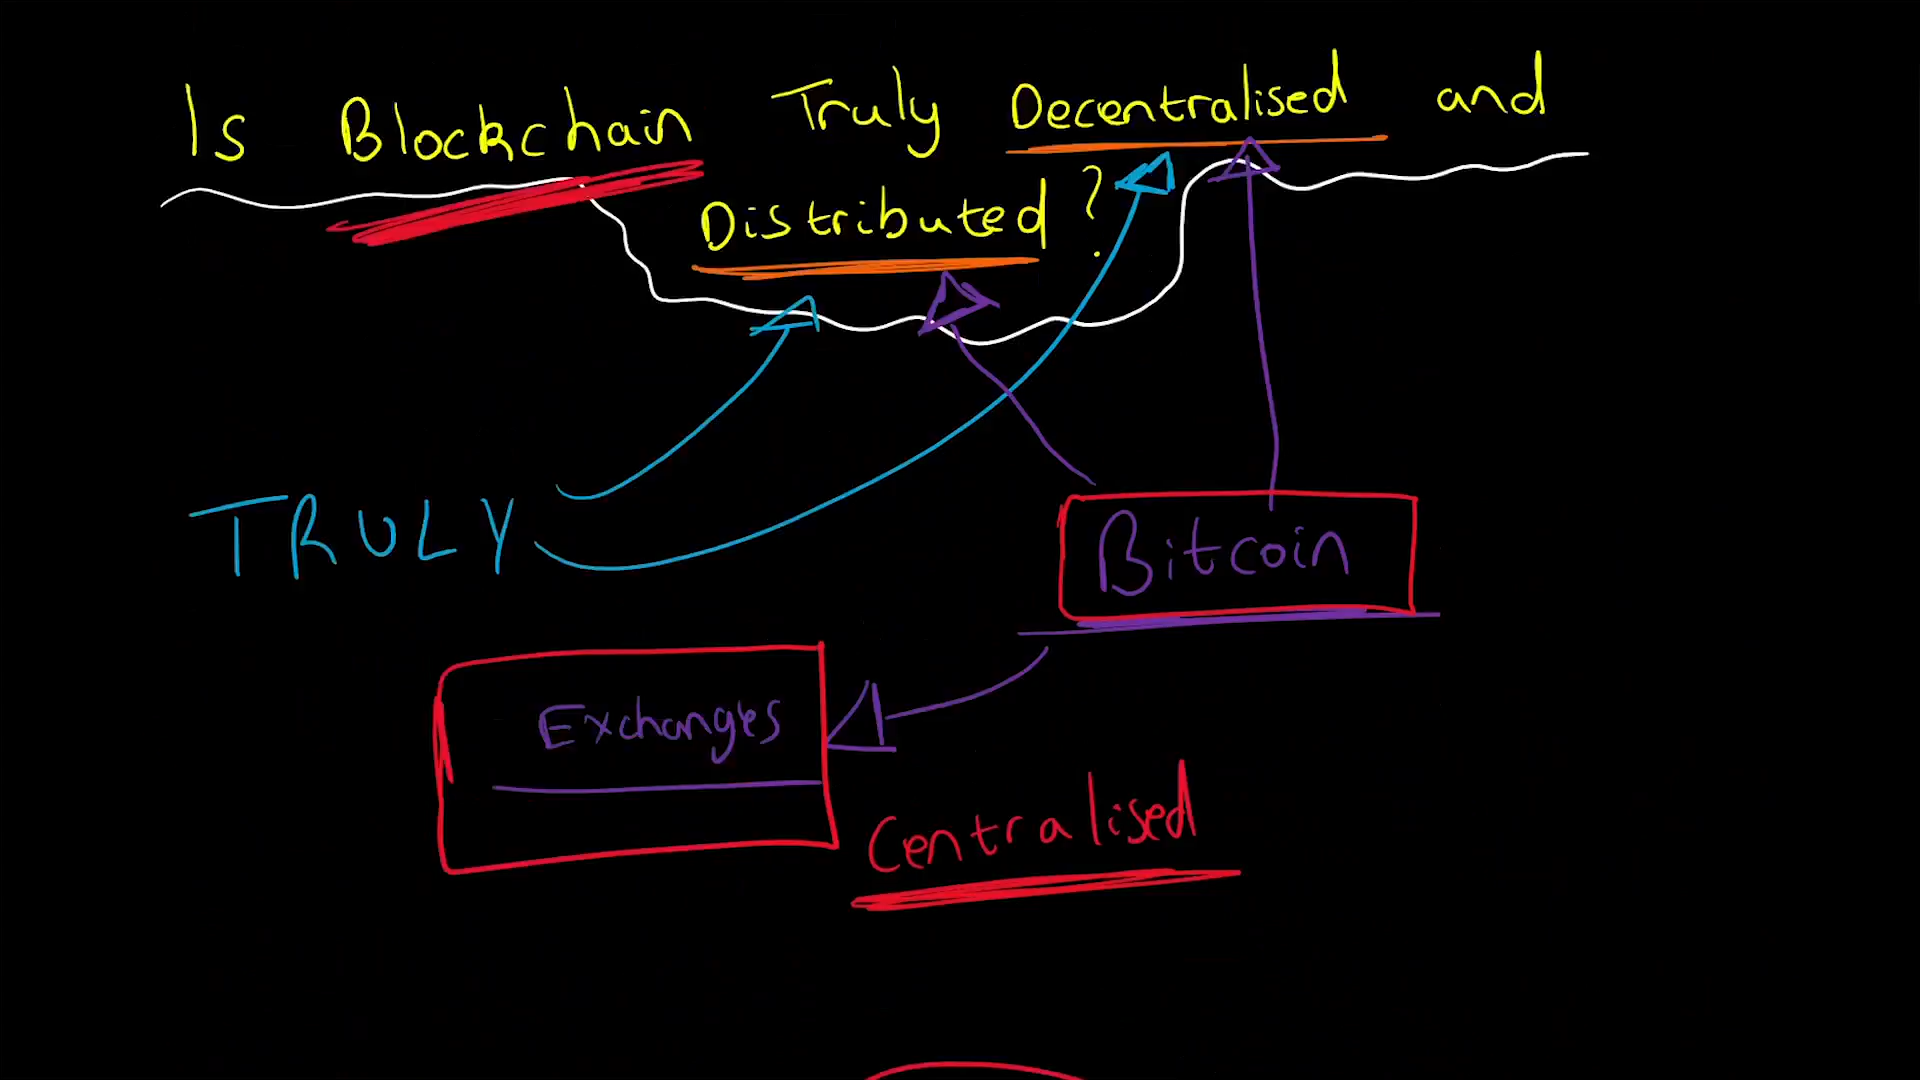 Is Blockchain Truly Decentralised and
Distributed?
TRULY
Bitcoin
Exchanges
Centralised